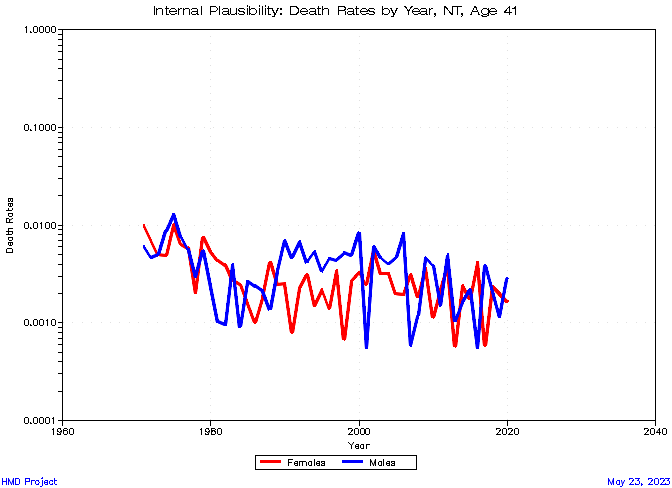 Internal Plausibility: Death Rates by Year, NT, Age 41
1.0000
0.1000
0.0100
0.0010
0.0001
Death Rates
1960
1980
2000
2020
2040
Year
Females
Males
HMD Project
May 23, 2023